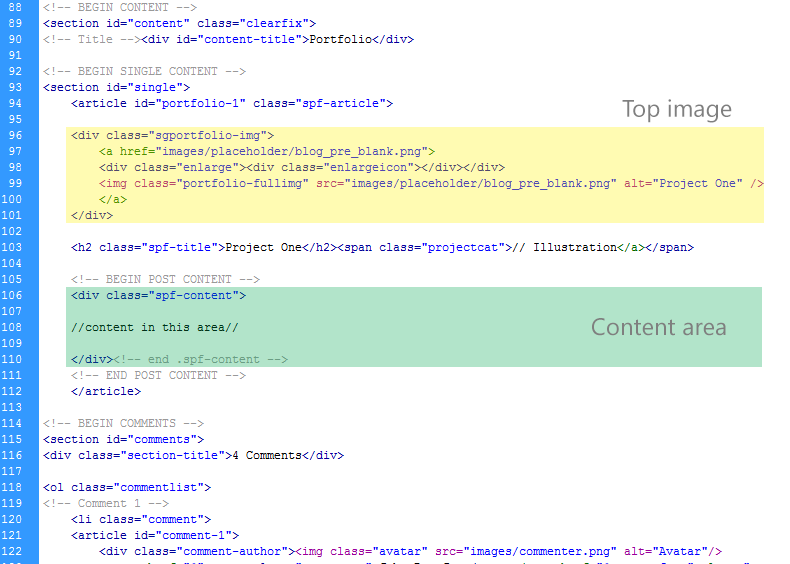 88 <!-- BEGIN CONTENT -->
89 <section id="content" class="clearfix">
90 <!-- Title --><div id="content-title">Portfolio</div>
91
92 <!-- BEGIN SINGLE CONTENT -->
93 <section id="single">
94 <article id="portfolio-1" class="spf-article">
Top image
95
96 <div class="sgportfolio-img">
97 <a href="images/placeholder/blog_pre_blank.png">
98 <div class="enlarge"><div class="enlargeicon"></div></div>
99 <img class="portfolio-fullimg" src="images/placeholder/blog_pre_blank.png" alt="Project One" />
100 </a>
101 </div>
102
103 <h2 class="spf-title">Project One</h2><span class="projectcat">// Illustration</a></span>
104
105 <!-- BEGIN POST CONTENT -->
106 <div class="spf-content">
107
108 //content in this area//
Content area
109
110 </div><!-- end .spf-content -->
111 <!-- END POST CONTENT -->
112 </article>
113
114 <!-- BEGIN COMMENTS -->
115 <section id="comments">
116 <div class="section-title">4 Comments</div>
117
118 <ol class="commentlist">
119 <!-- Comment 1 -->
120 <li class="comment">
121 <article id="comment-1">
122 <div class="comment-author"><img class="avatar" src="images/commenter.png" alt="Avatar"/>